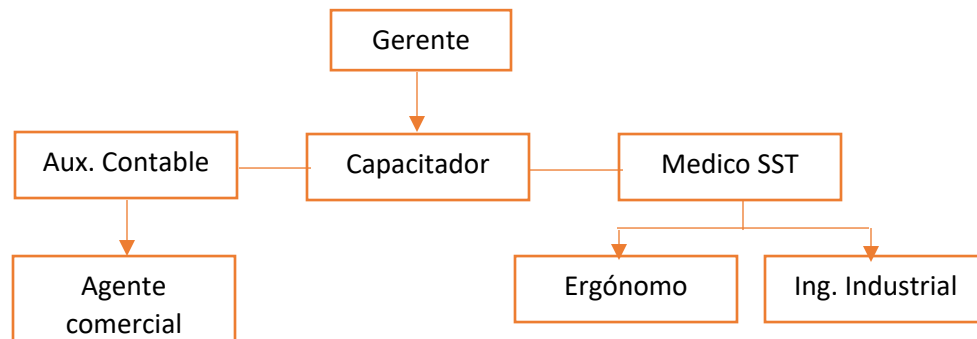 Gerente
Aux. Contable
Capacitador
Medico SST
Agente
comercial
Ergónomo
Ing. Industrial